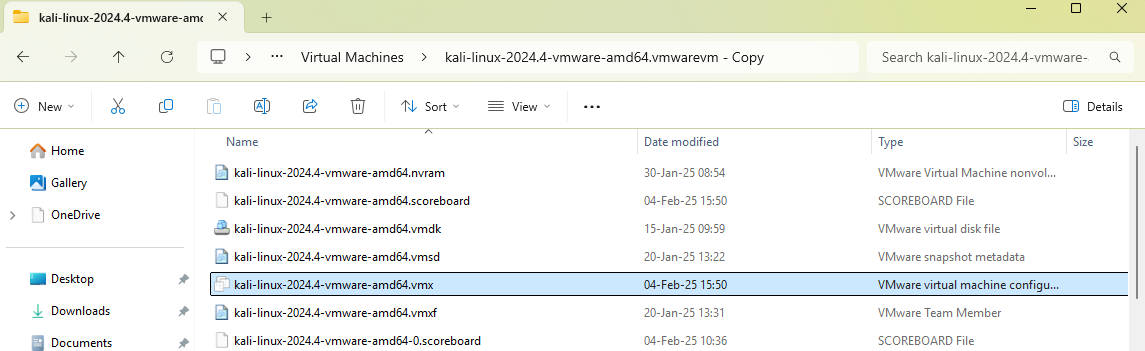 kali-linux-2024.4-vmware-amd
Virtual Machines kali-linux-2024.4-vmware-amd64.vmwarevm - Copy Search kali-linux-2024.4-vmware-
New Sort View Details
Name Date modified Type Size
Home
Gallery
OneDrive
Desktop
Downloads
Documents
kali-linux-2024.4-vmware-amd64.nvram 30-Jan-25 08:54 VMware Virtual Machine nonvol...
kali-linux-2024.4-vmware-amd64.scoreboard 04-Feb-25 15:50 SCOREBOARD File
kali-linux-2024.4-vmware-amd64.vmdk 15-Jan-25 09:59 VMware virtual disk file
kali-linux-2024.4-vmware-amd64.vmsd 20-Jan-25 13:22 VMware snapshot metadata
kali-linux-2024.4-vmware-amd64.vmx 04-Feb-25 15:50 VMware virtual machine configu...
kali-linux-2024.4-vmware-amd64.vmxf 20-Jan-25 13:31 VMware Team Member
kali-linux-2024.4-vmware-amd64-0.scoreboard 04-Feb-25 10:36 SCOREBOARD File